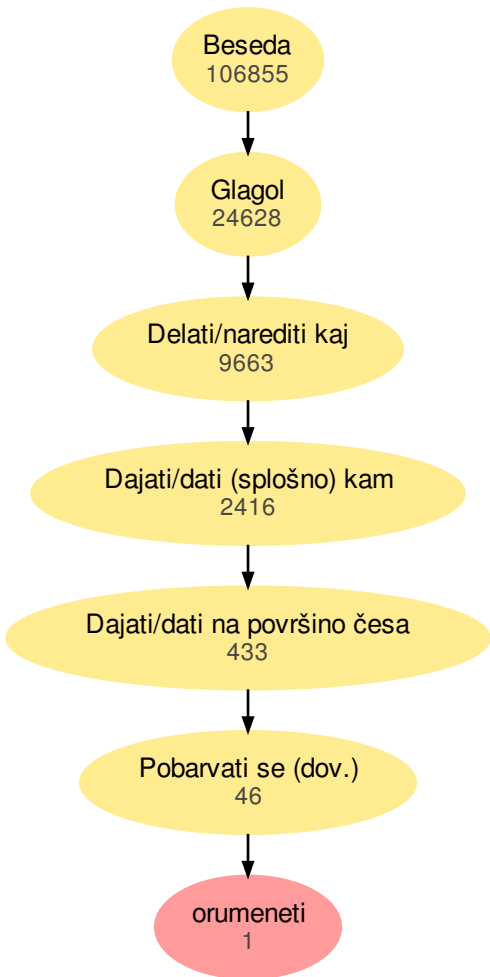 Beseda
106855
Glagol
24628
Delati/narediti kaj
9663
Dajati/dati (splošno) kam
2416
Dajati/dati na površino česa
433
Pobarvati se (dov.)
46
orumeneti
1